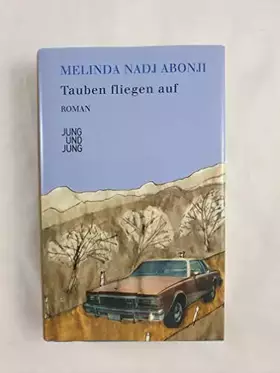 MELINDA NADJ ABONJI
Tauben fliegen auf
ROMAN
JUNG
UND
JUNG